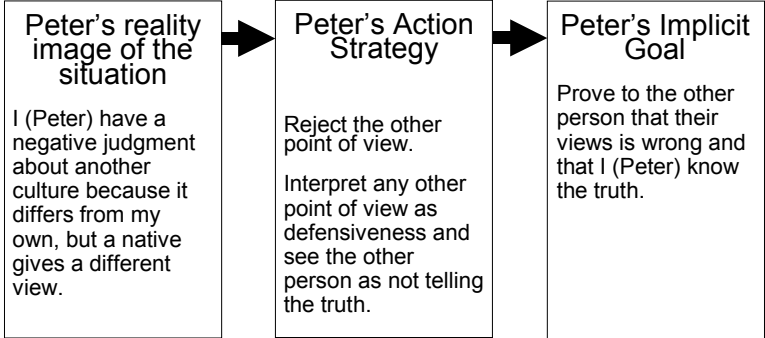 Peter’s reality
image of the
situation
I (Peter) have a
negative judgment
about another
culture because it
differs from my
own, but a native
gives a different
view.
Peter’s Action
Strategy
Reject the other
point of view.
Interpret any other
point of view as
defensiveness and
see the other
person as not telling
the truth.
Peter’s Implicit
Goal
Prove to the other
person that their
views is wrong and
that I (Peter) know
the truth.